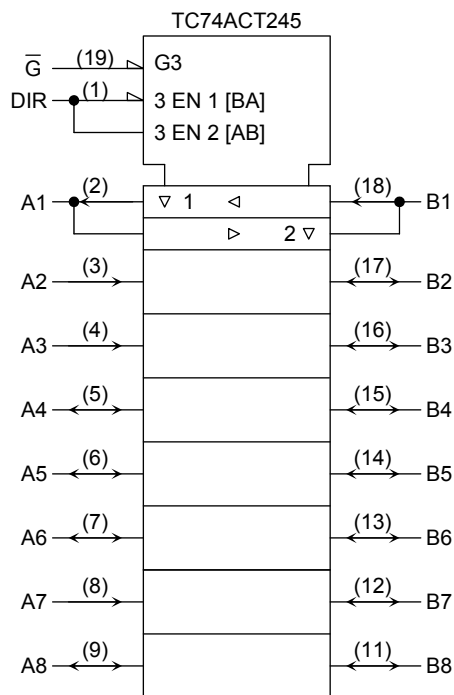 TC74ACT245
G̅ (19) G3
DIR (1) 3 EN 1 [BA]
3 EN 2 [AB]
A1 (2) ▽ 1 ◁ (18) B1
▷ 2 ▽
A2 (3) (17) B2
A3 (4) (16) B3
A4 (5) (15) B4
A5 (6) (14) B5
A6 (7) (13) B6
A7 (8) (12) B7
A8 (9) (11) B8